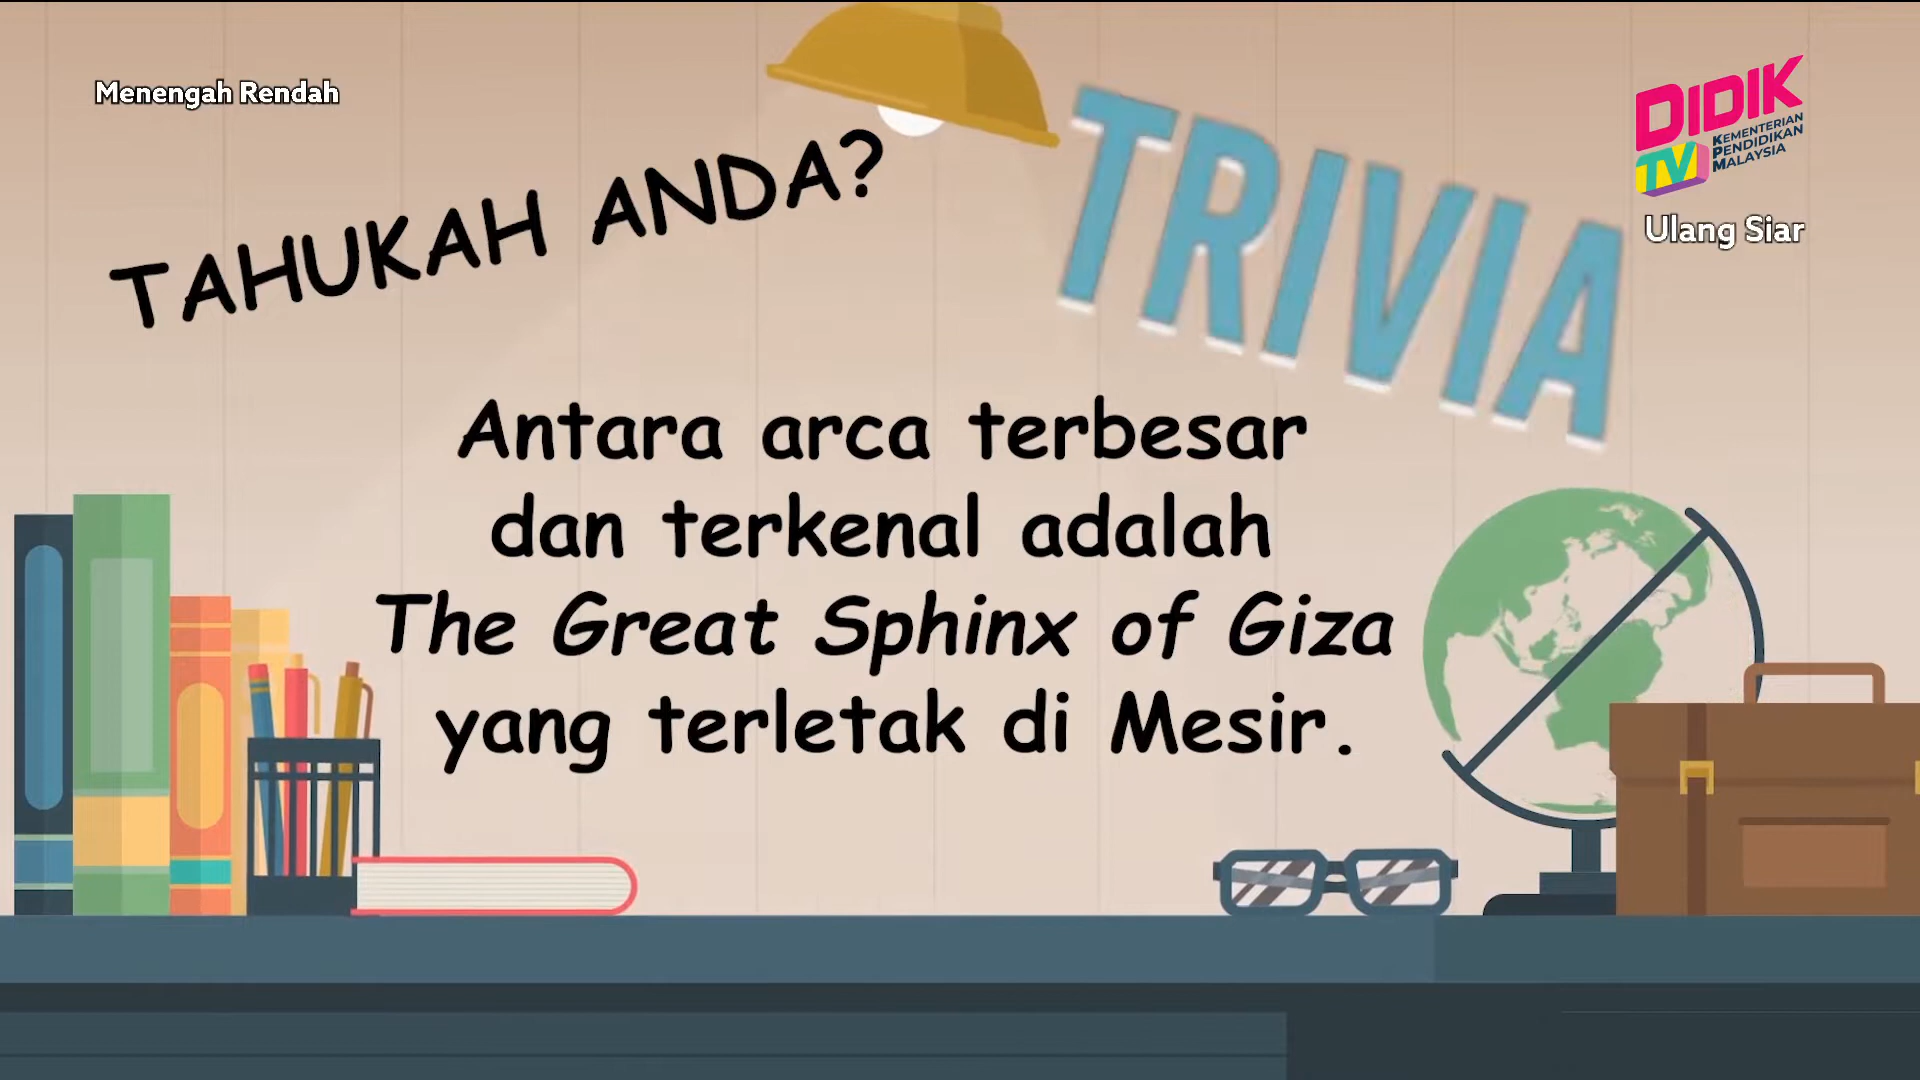 Menengah Rendah
TAHUKAH ANDA?
TRIVIA
DIDIK
TV
KEMENTERIAN
PENDIDIKAN
MALAYSIA
Ulang Siar
Antara arca terbesar
dan terkenal adalah
The Great Sphinx of Giza
yang terletak di Mesir.